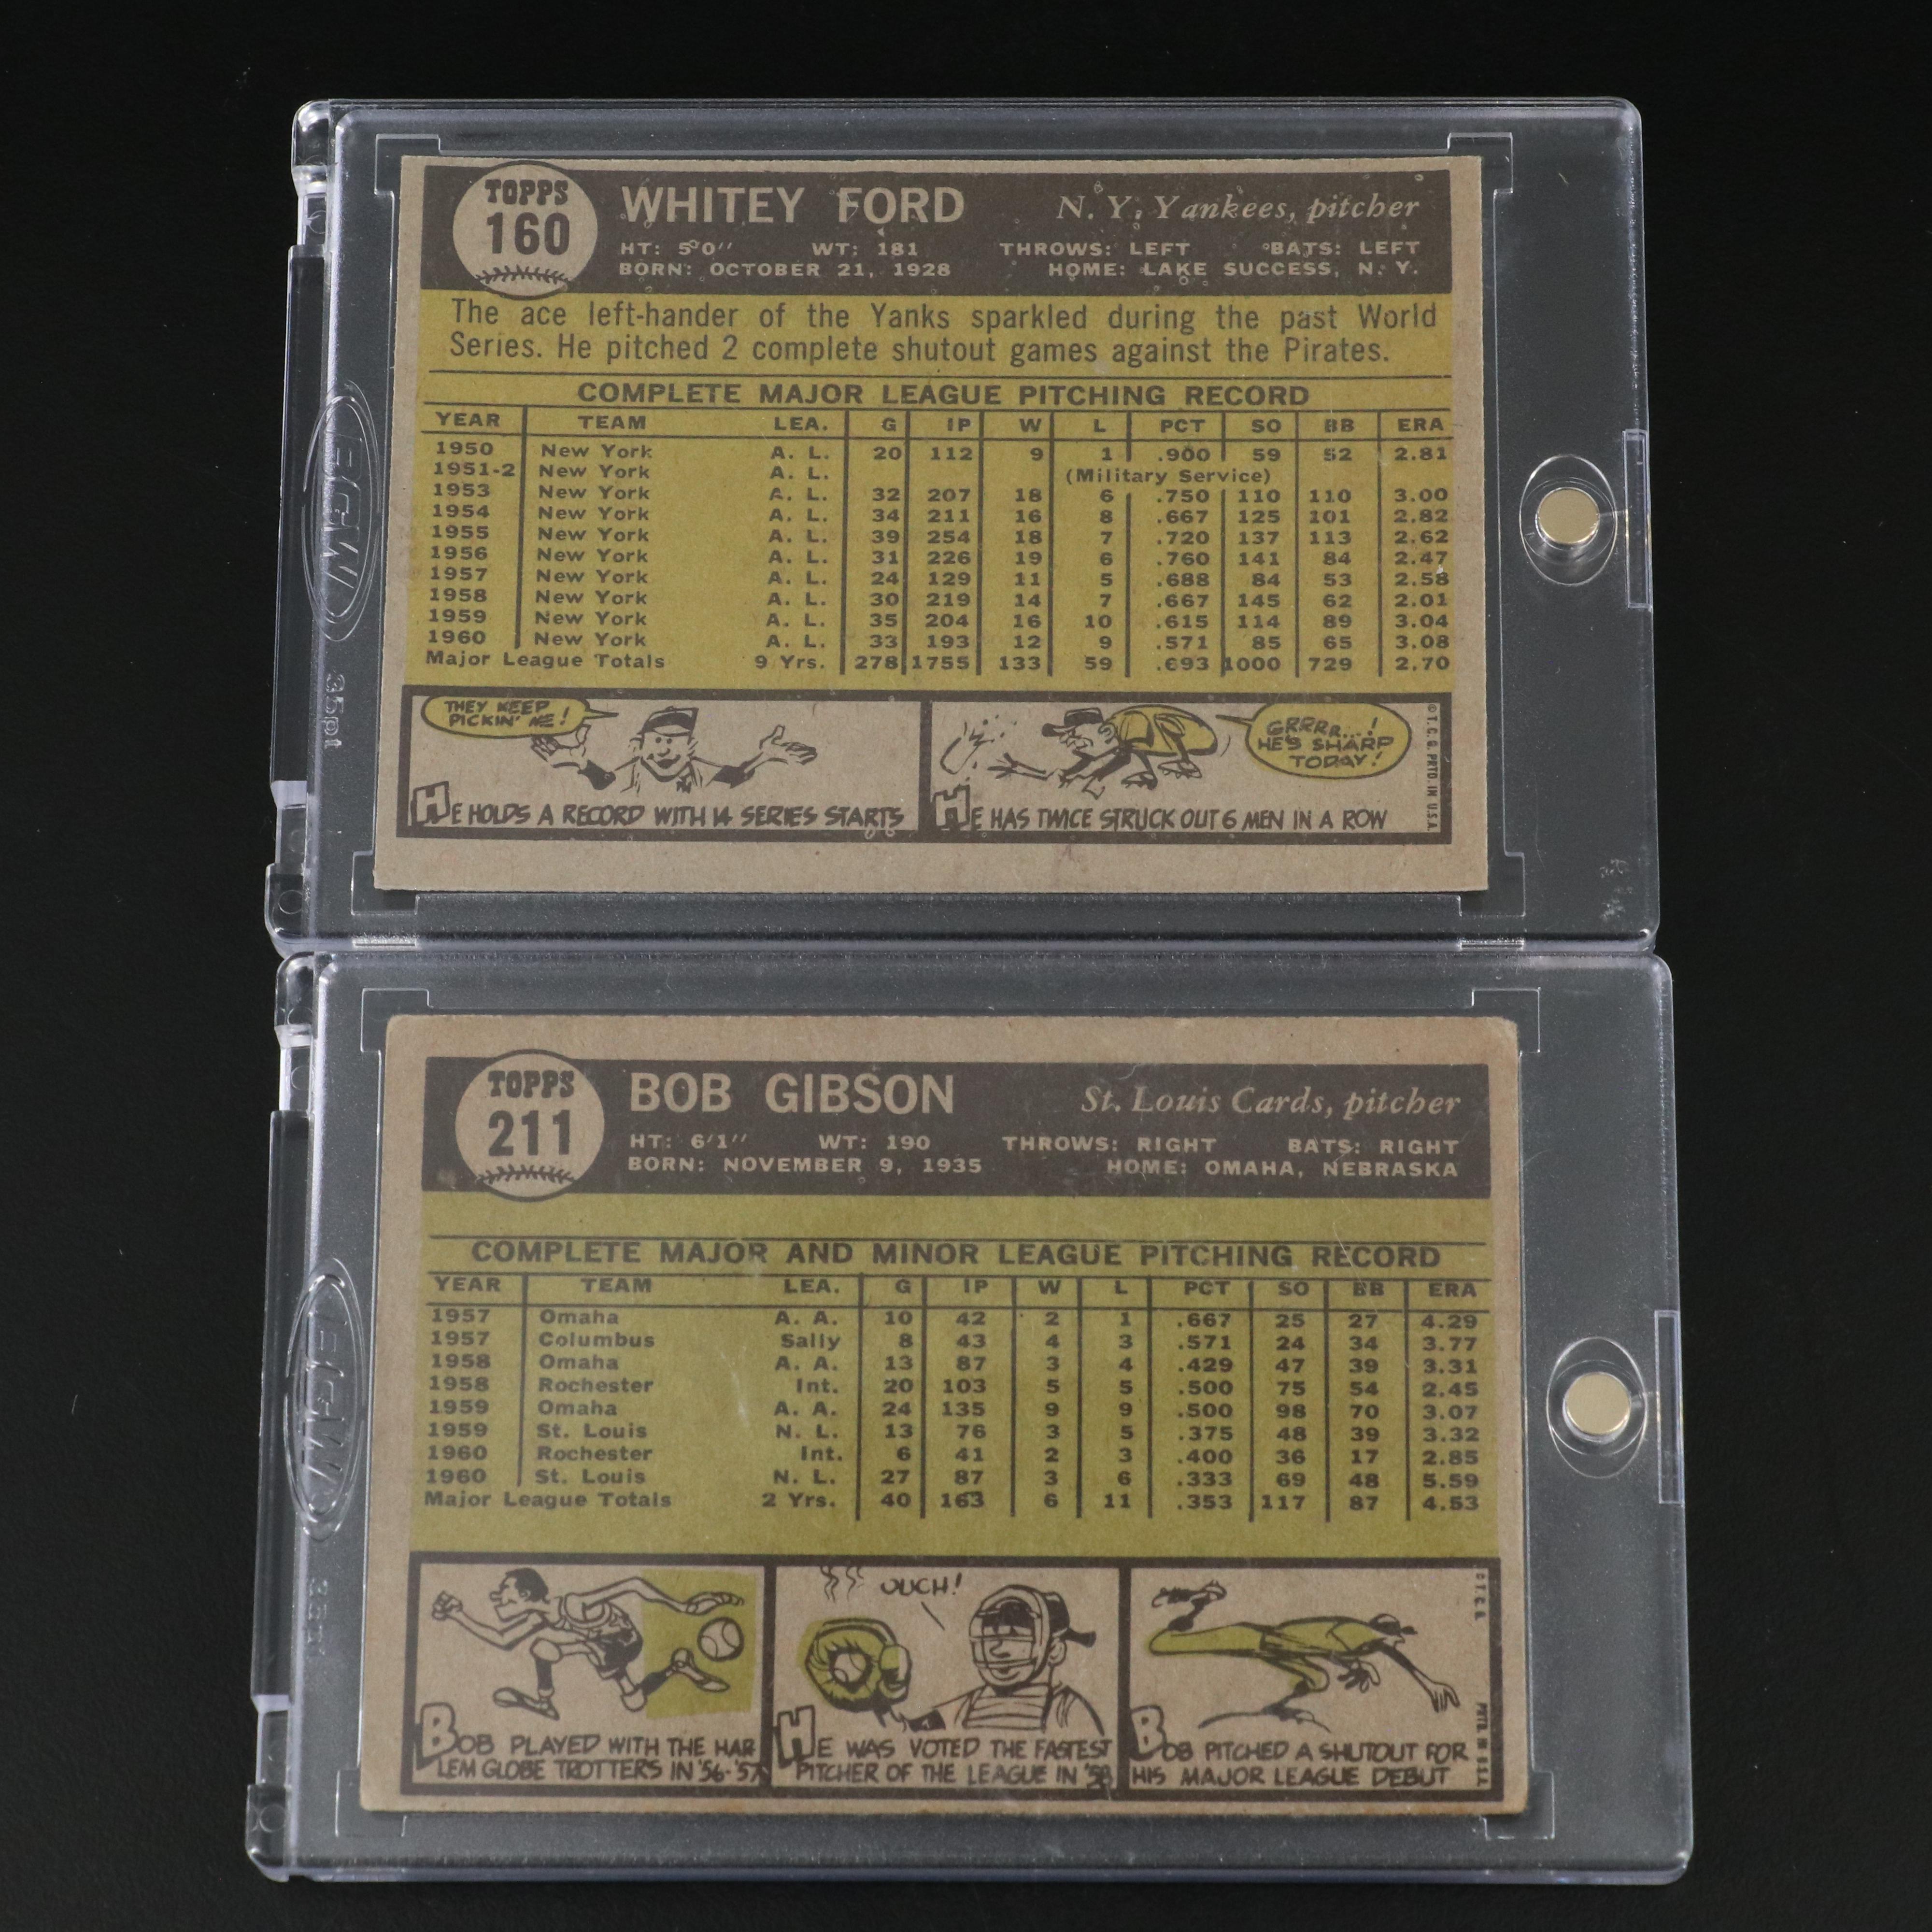 TOPPS
160
WHITEY FORD
N. Y. Yankees, pitcher
HT: 5'0" WT: 181 THROWS: LEFT BATS: LEFT
BORN: OCTOBER 21, 1928 HOME: LAKE SUCCESS, N. Y.
The ace left-hander of the Yanks sparkled during the past World
Series. He pitched 2 complete shutout games against the Pirates.
COMPLETE MAJOR LEAGUE PITCHING RECORD
YEAR TEAM LEA. G IP W L PCT SO BB ERA
1950 New York A. L. 20 112 9 1 .900 59 52 2.81
1951-2 New York A. L. (Military Service)
1953 New York A. L. 32 207 18 6 .750 110 110 3.00
1954 New York A. L. 34 211 16 8 .667 125 101 2.82
1955 New York A. L. 39 254 18 7 .720 137 113 2.62
1956 New York A. L. 31 226 19 6 .760 141 84 2.47
1957 New York A. L. 24 129 11 5 .688 84 53 2.58
1958 New York A. L. 30 219 14 7 .667 145 62 2.01
1959 New York A. L. 35 204 16 10 .615 114 89 3.04
1960 New York A. L. 33 193 12 9 .571 85 65 3.08
Major League Totals 9 Yrs. 278 1755 133 59 .693 1000 729 2.70
THEY KEEP
PICKIN' ME!
HE HOLDS A RECORD WITH 14 SERIES STARTS
GRRRR...!
HE'S SHARP
TODAY!
HE HAS TWICE STRUCK OUT 6 MEN IN A ROW
© T. C. G. PRTD. IN U.S.A.
35pt
TOPPS
211
BOB GIBSON
St. Louis Cards, pitcher
HT: 6'1" WT: 190 THROWS: RIGHT BATS: RIGHT
BORN: NOVEMBER 9, 1935 HOME: OMAHA, NEBRASKA
COMPLETE MAJOR AND MINOR LEAGUE PITCHING RECORD
YEAR TEAM LEA. G IP W L PCT SO BB ERA
1957 Omaha A. A. 10 42 2 1 .667 25 27 4.29
1957 Columbus Sally 8 43 4 3 .571 24 34 3.77
1958 Omaha A. A. 13 87 3 4 .429 47 39 3.31
1958 Rochester Int. 20 103 5 5 .500 75 54 2.45
1959 Omaha A. A. 24 135 9 9 .500 98 70 3.07
1959 St. Louis N. L. 13 76 3 5 .375 48 39 3.32
1960 Rochester Int. 6 41 2 3 .400 36 17 2.85
1960 St. Louis N. L. 27 87 3 6 .333 69 48 5.59
Major League Totals 2 Yrs. 40 163 6 11 .353 117 87 4.53
BOB PLAYED WITH THE HAR
LEM GLOBE TROTTERS IN '56-'57
OUCH!
HE WAS VOTED THE FASTEST
PITCHER OF THE LEAGUE IN '58
BOB PITCHED A SHUTOUT FOR
HIS MAJOR LEAGUE DEBUT
© T. C. G. PRTD. IN U.S.A.